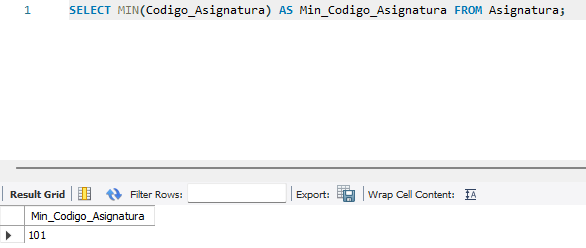 1 SELECT MIN(Codigo_Asignatura) AS Min_Codigo_Asignatura FROM Asignatura;
Result Grid Filter Rows: Export: Wrap Cell Content:
Min_Codigo_Asignatura
101